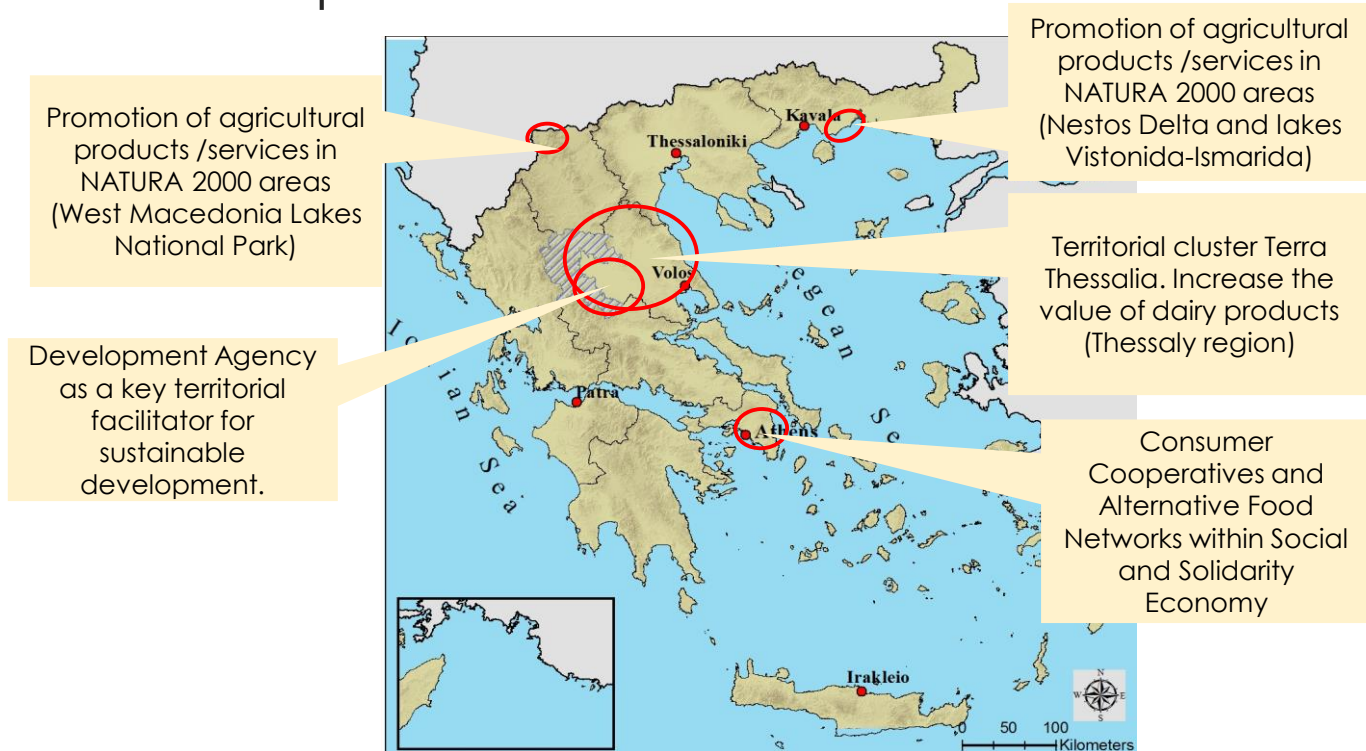 Promotion of agricultural
products /services in
NATURA 2000 areas
(West Macedonia Lakes
National Park)
Development Agency
as a key territorial
facilitator for
sustainable
development.
Promotion of agricultural
products /services in
NATURA 2000 areas
(Nestos Delta and lakes
Vistonida-Ismarida)
Territorial cluster Terra
Thessalia. Increase the
value of dairy products
(Thessaly region)
Consumer
Cooperatives and
Alternative Food
Networks within Social
and Solidarity
Economy
Kavala
Thessaloniki
Volos
Patra
Athens
Irakleio
egean
Sea
Sea
N
W E
S
0 50 100
Kilometers